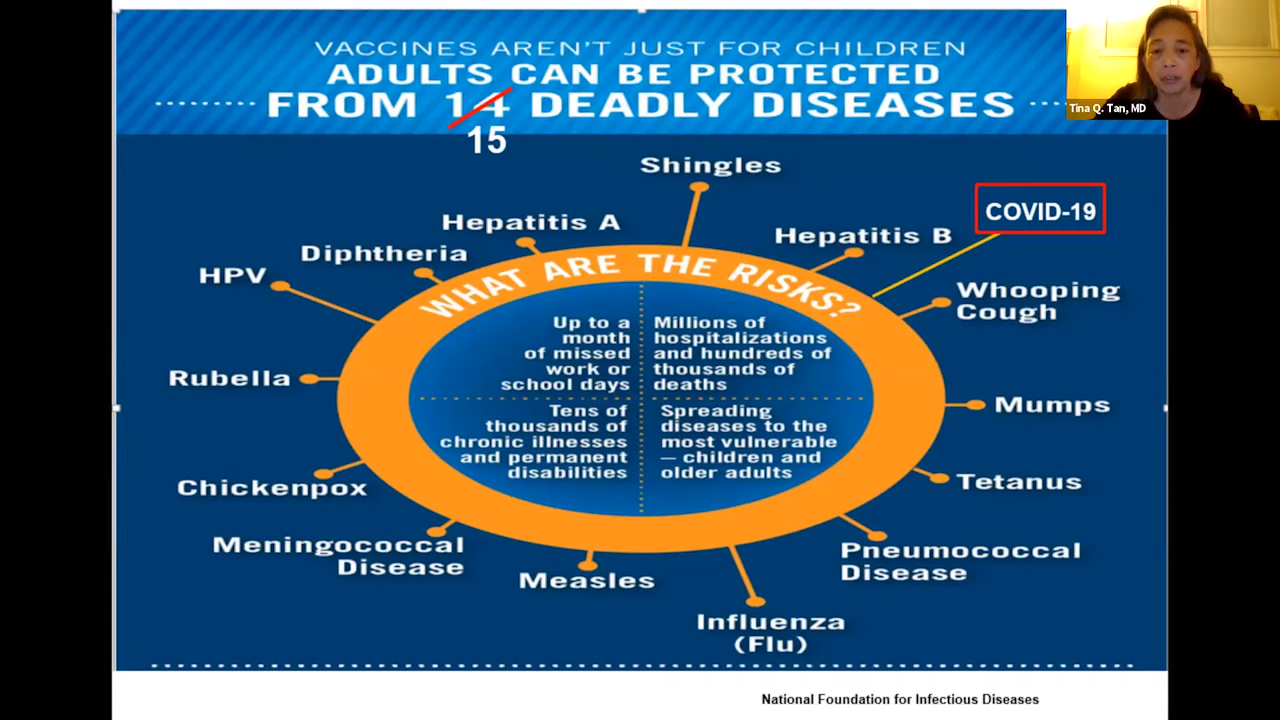 VACCINES AREN'T JUST FOR CHILDREN
ADULTS CAN BE PROTECTED
FROM 14 DEADLY DISEASES
15
Tina Q. Tan, MD
Shingles
COVID-19
Hepatitis A
Hepatitis B
Diphtheria
HPV
Whooping
Cough
WHAT ARE THE RISKS?
Up to a
month
of missed
work or
school days
Millions of
hospitalizations
and hundreds of
thousands of
deaths
Rubella
Mumps
Tens of
thousands of
chronic illnesses
and permanent
disabilities
Spreading
diseases to the
most vulnerable
— children and
older adults
Chickenpox
Tetanus
Meningococcal
Disease
Pneumococcal
Disease
Measles
Influenza
(Flu)
National Foundation for Infectious Diseases